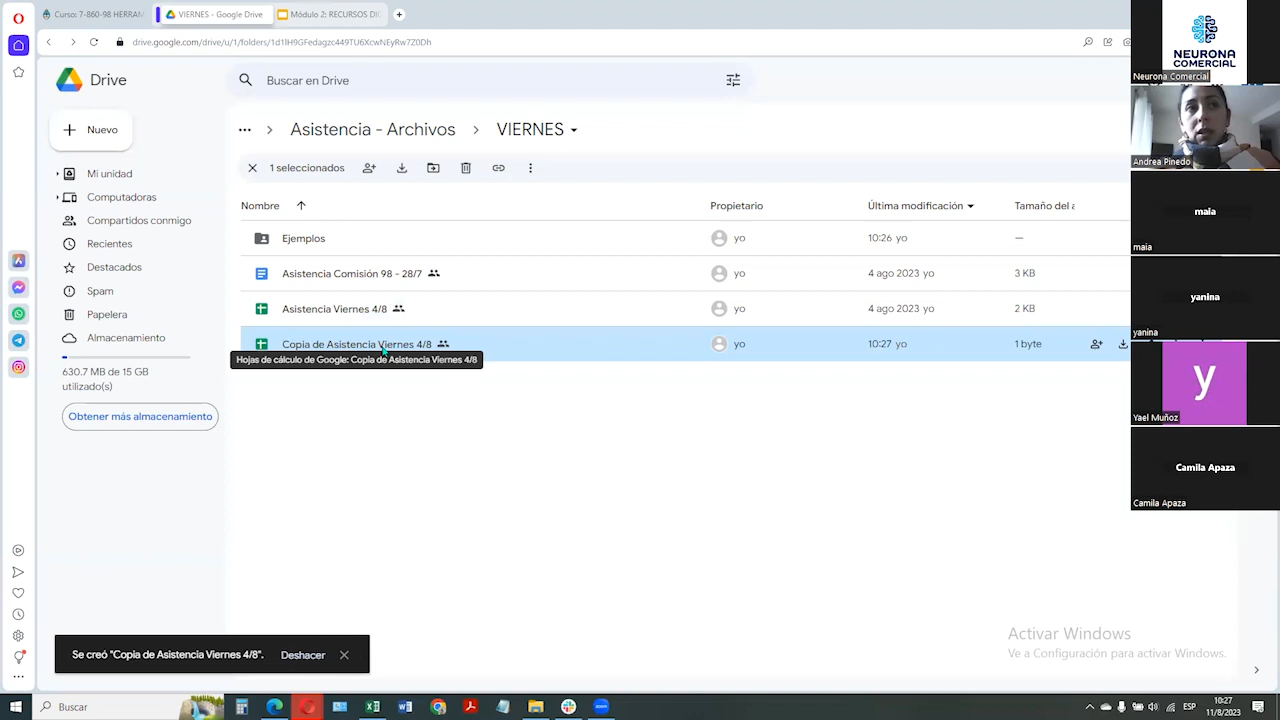 Curso: 7-860-98 HERRAM
VIERNES - Google Drive
Módulo 2: RECURSOS DIG
drive.google.com/drive/u/1/folders/1d1lH9GFedagzc449TU6XcwNEyRw7Z0Dh
Drive
Buscar en Drive
Nuevo
Asistencia - Archivos
VIERNES
1 seleccionados
Mi unidad
Computadoras
Compartidos conmigo
Recientes
Destacados
Spam
Papelera
Almacenamiento
630.7 MB de 15 GB
utilizado(s)
Obtener más almacenamiento
Nombre
Propietario
Última modificación
Tamaño del a
Ejemplos
yo
10:26 yo
—
Asistencia Comisión 98 - 28/7
yo
4 ago 2023 yo
3 KB
Asistencia Viernes 4/8
yo
4 ago 2023 yo
2 KB
Copia de Asistencia Viernes 4/8
yo
10:27 yo
1 byte
Hojas de cálculo de Google: Copia de Asistencia Viernes 4/8
Se creó "Copia de Asistencia Viernes 4/8".
Deshacer
Activar Windows
Ve a Configuración para activar Windows.
NEURONA
COMERCIAL
Neurona Comercial
Andrea Pinedo
maia
maia
yanina
yanina
y
Yael Muñoz
Camila Apaza
Camila Apaza
Buscar
zoom
ESP
10:27
11/8/2023